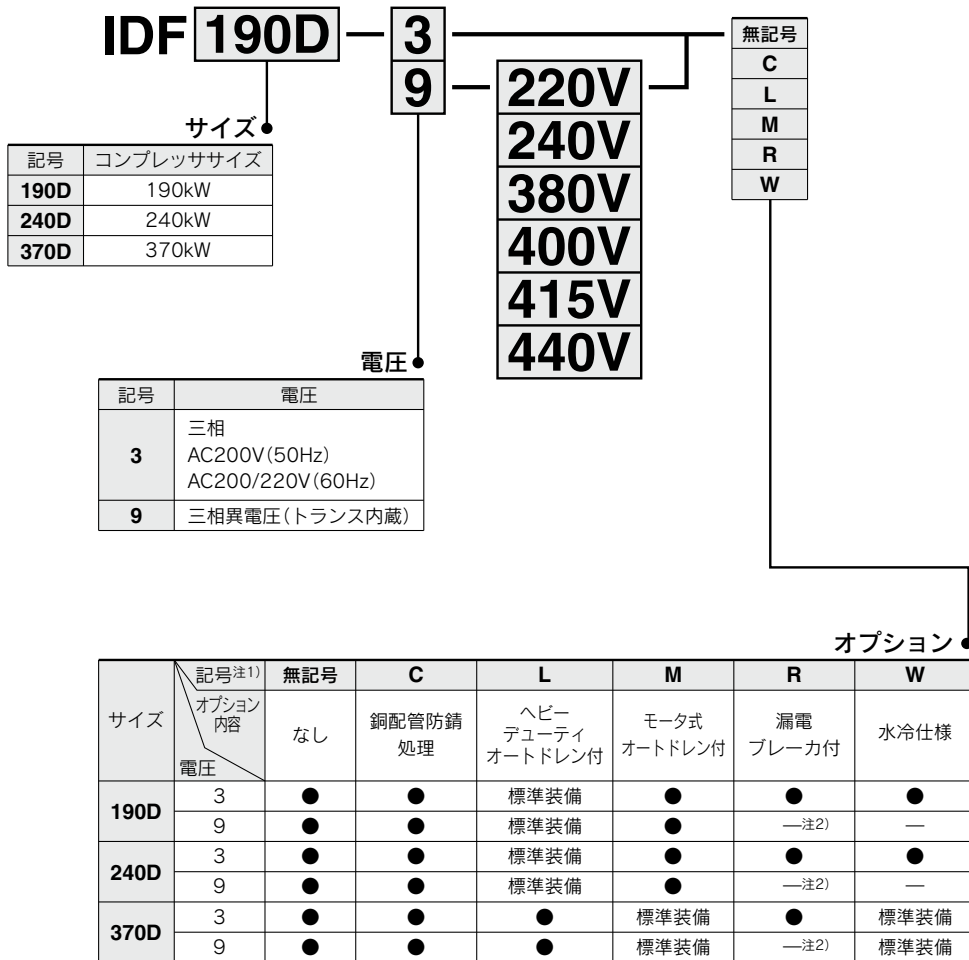 IDF 190D — 3
9 — 220V
240V
380V
400V
415V
440V
無記号
C
L
M
R
W
サイズ
記号 コンプレッササイズ
190D 190kW
240D 240kW
370D 370kW
電圧
記号 電圧
3 三相
AC200V(50Hz)
AC200/220V(60Hz)
9 三相異電圧(トランス内蔵)
オプション
サイズ 記号注1) 無記号 C L M R W
オプション
内容
電圧
なし
銅配管防錆
処理
ヘビー
デューティ
オートドレン付
モータ式
オートドレン付
漏電
ブレーカ付
水冷仕様
190D 3 ● ● 標準装備 ● ● ●
9 ● ● 標準装備 ● —注2) —
240D 3 ● ● 標準装備 ● ● ●
9 ● ● 標準装備 ● —注2) —
370D 3 ● ● ● 標準装備 ● 標準装備
9 ● ● ● 標準装備 —注2) 標準装備